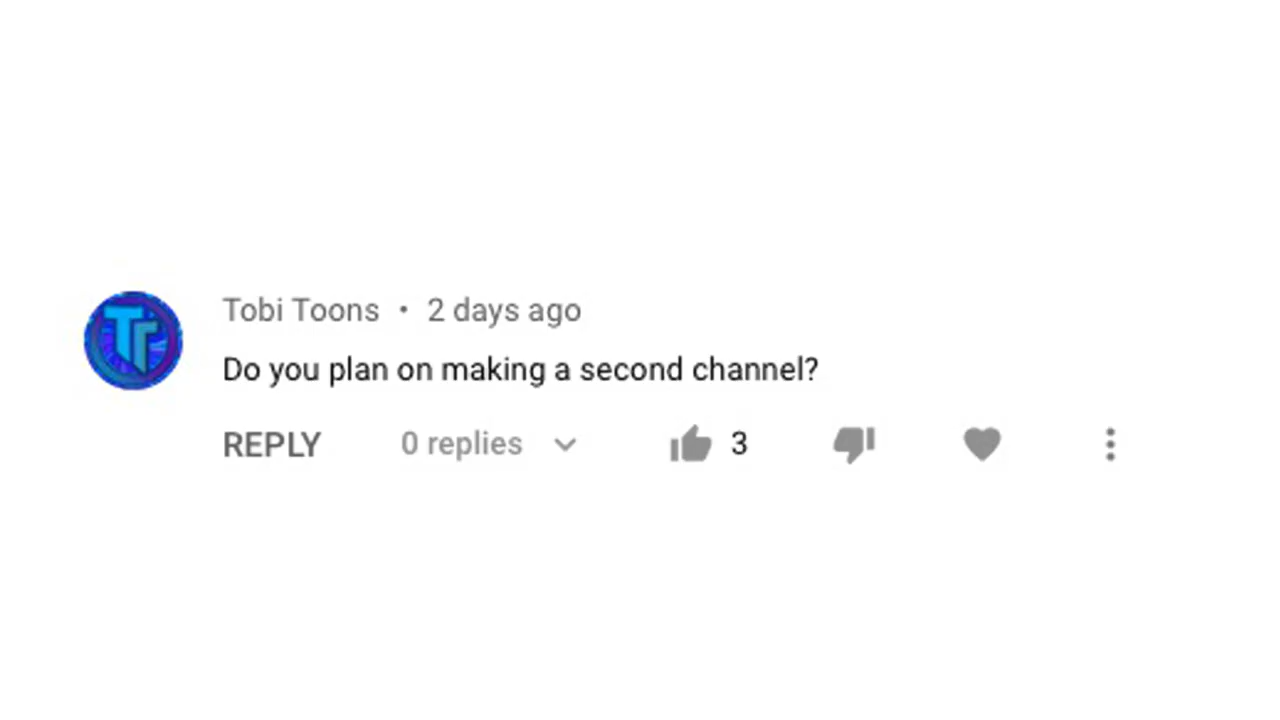 Tobi Toons • 2 days ago
Do you plan on making a second channel?
REPLY 0 replies 3